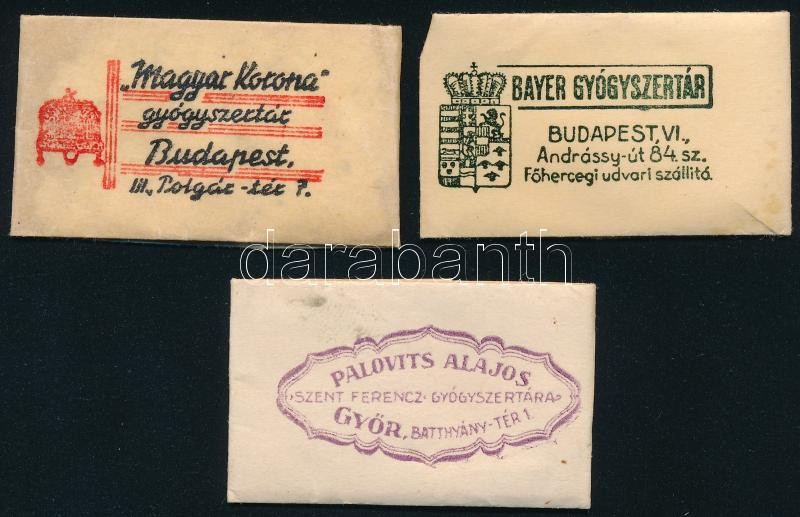 „Magyar Korona“
gyógyszertár
Budapest,
III., Polgár-tér 7.
BAYER GYÓGYSZERTÁR
BUDAPEST, VI.,
Andrássy-út 84. sz.
Főhercegi udvari szállító
darabanth
PALOVITS ALAJOS
„SZENT FERENCZ“ GYÓGYSZERTÁRA
GYŐR, BATTHYÁNY-TÉR 1.